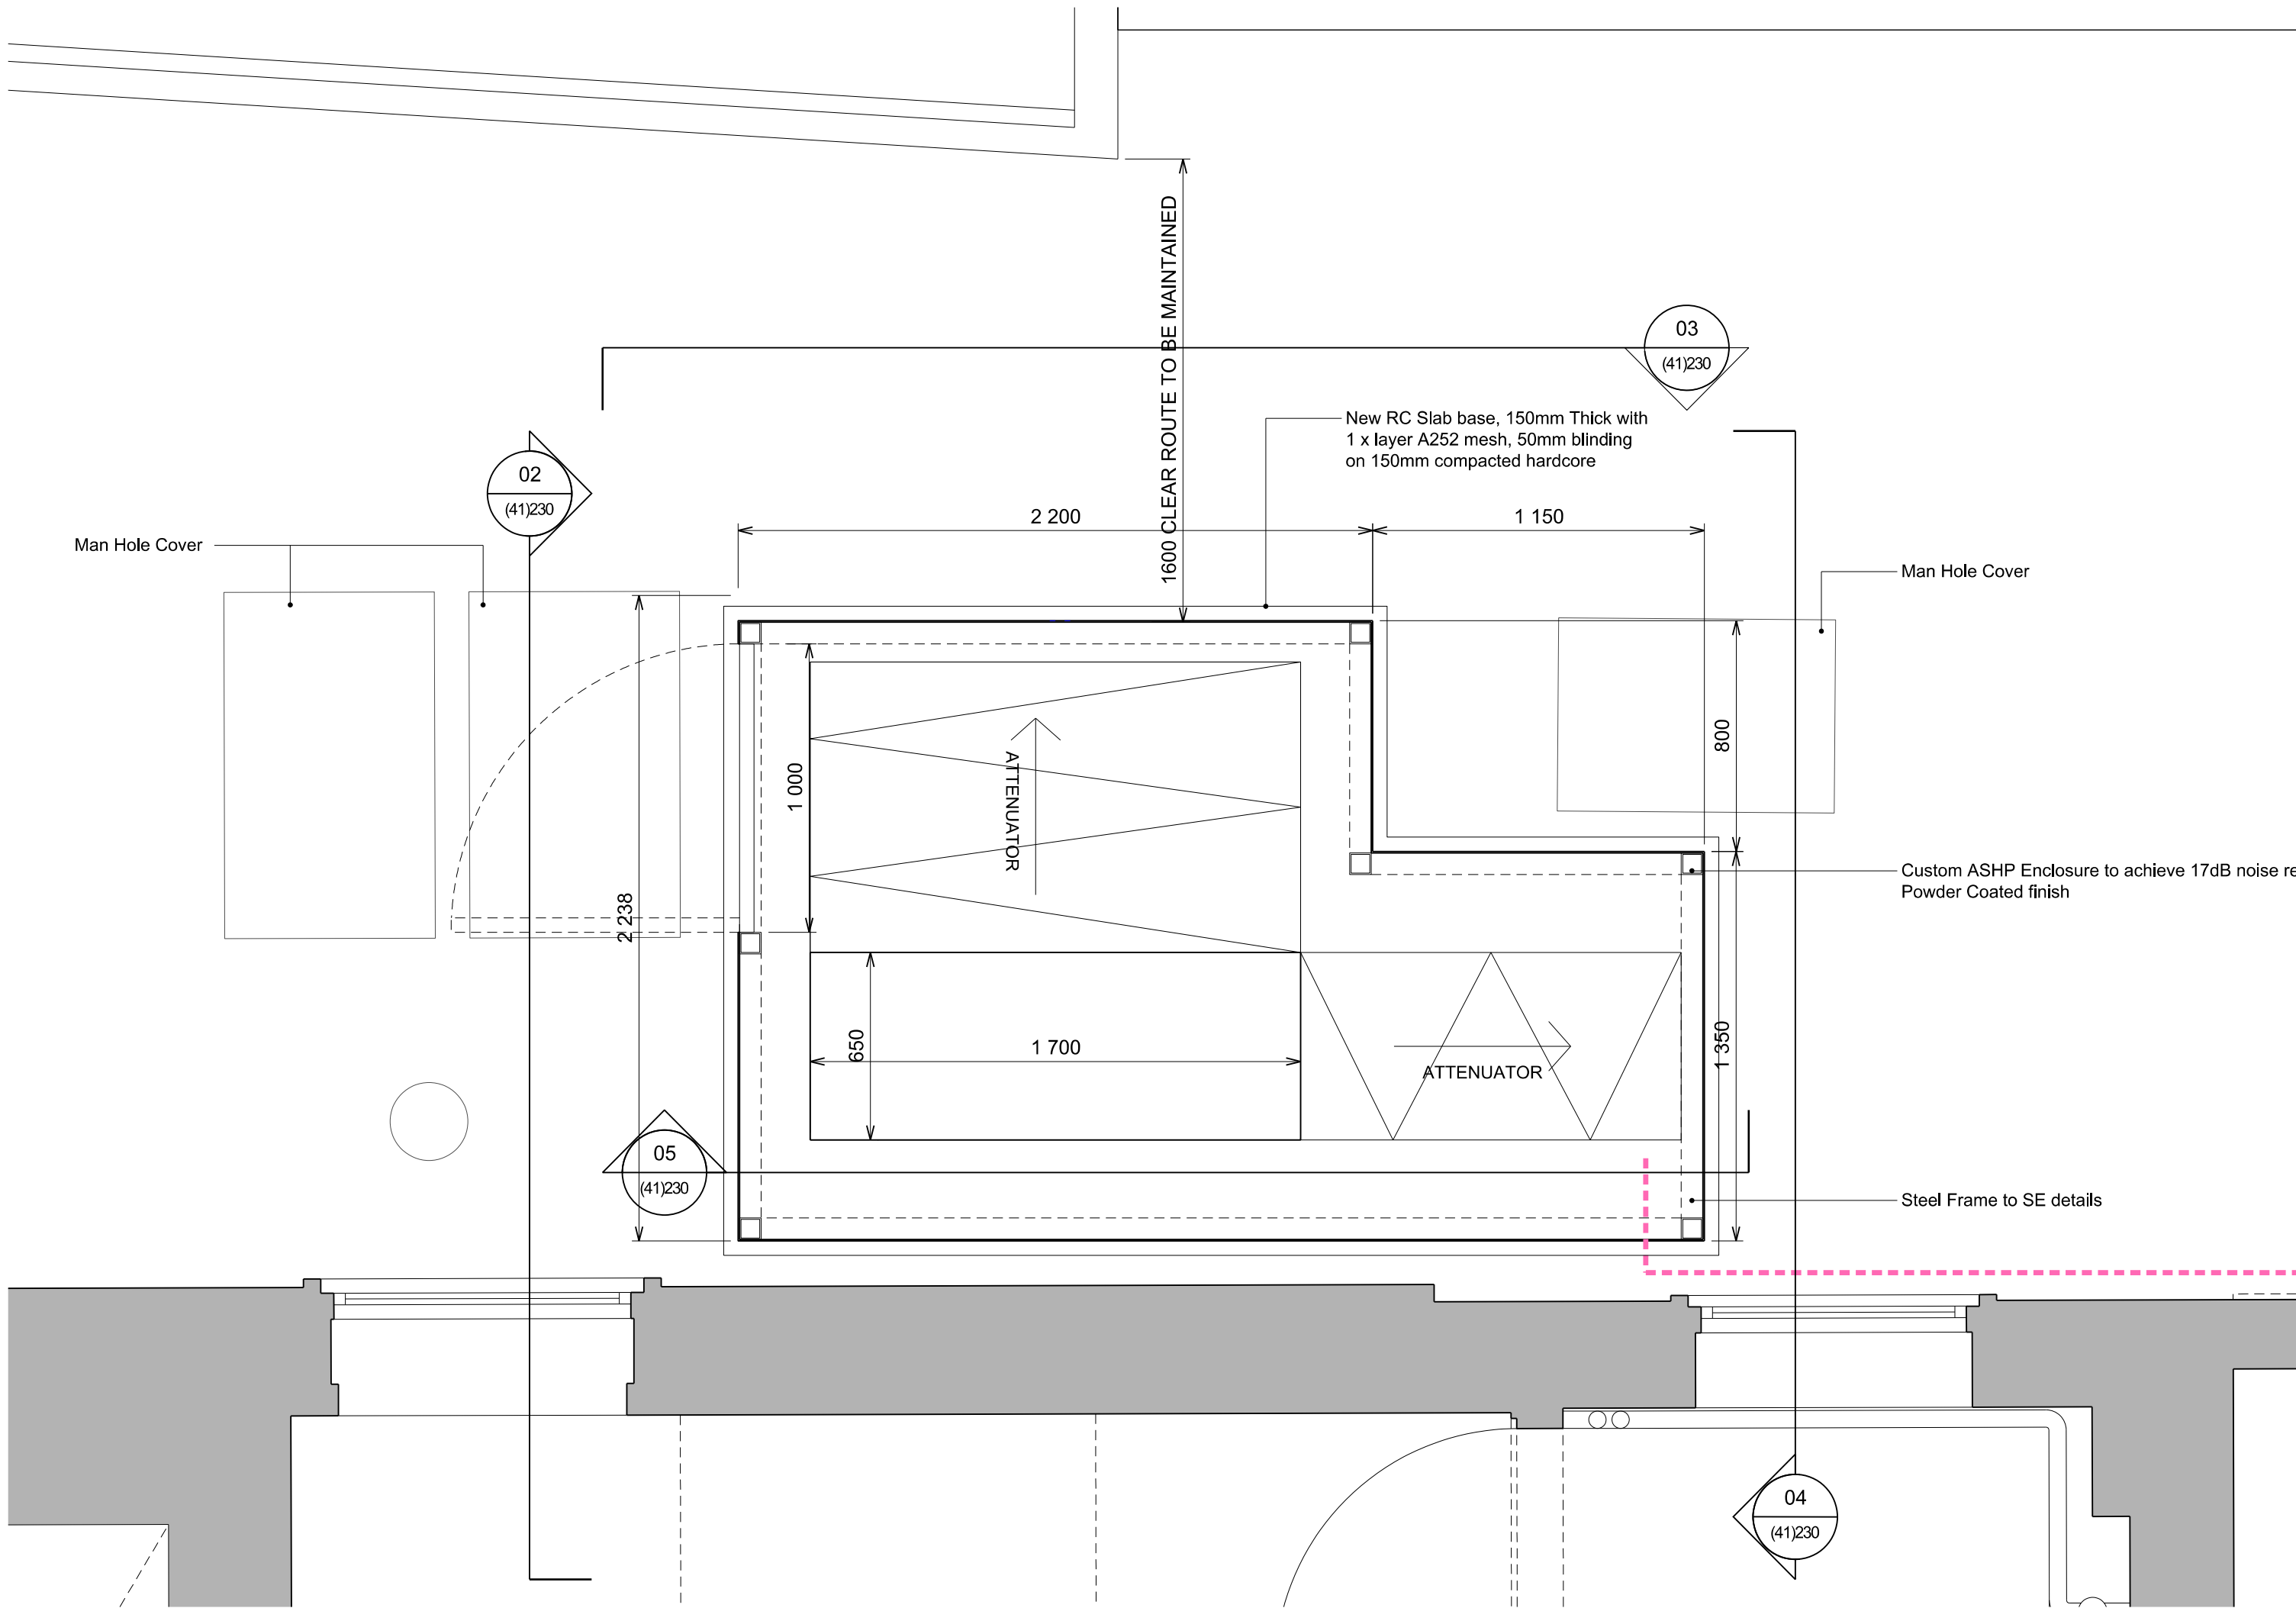 1600 CLEAR ROUTE TO BE MAINTAINED
03
(41)230
New RC Slab base, 150mm Thick with
1 x layer A252 mesh, 50mm blinding
on 150mm compacted hardcore
02
(41)230
2 200
1 150
Man Hole Cover
Man Hole Cover
800
ATTENUATOR
1 000
Custom ASHP Enclosure to achieve 17dB noise
Powder Coated finish
2 238
650
1 700
1 350
ATTENUATOR
05
(41)230
Steel Frame to SE details
04
(41)230